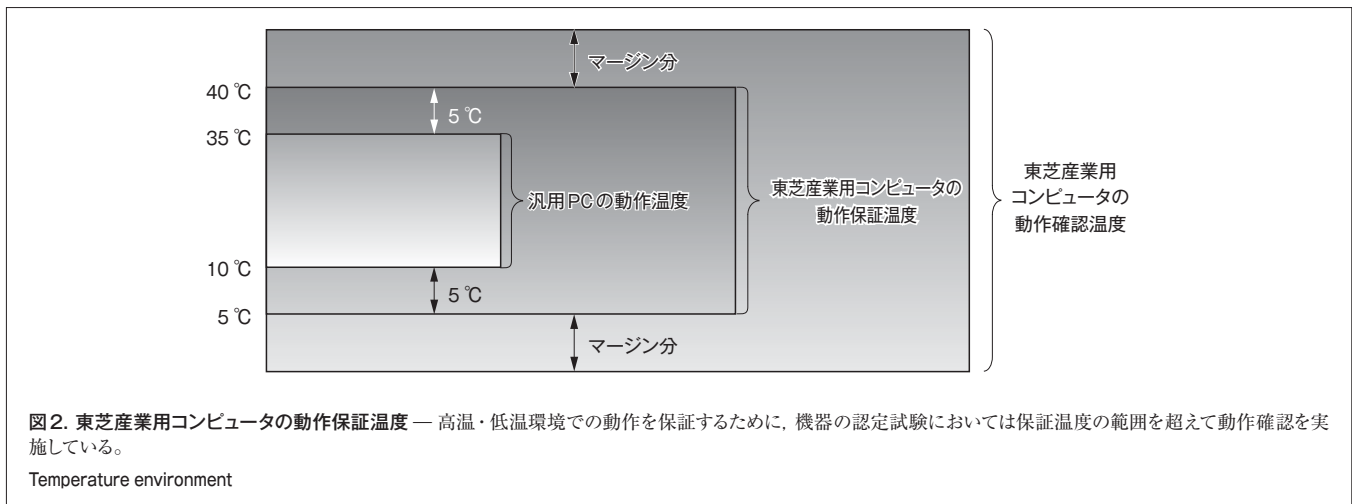 マージン分
40 ℃
5 ℃
35 ℃
汎用PCの動作温度
東芝産業用コンピュータの
動作保証温度
東芝産業用
コンピュータの
動作確認温度
10 ℃
5 ℃
5 ℃
マージン分
図2. 東芝産業用コンピュータの動作保証温度 — 高温・低温環境での動作を保証するために, 機器の認定試験においては保証温度の範囲を超えて動作確認を実
施している。
Temperature environment